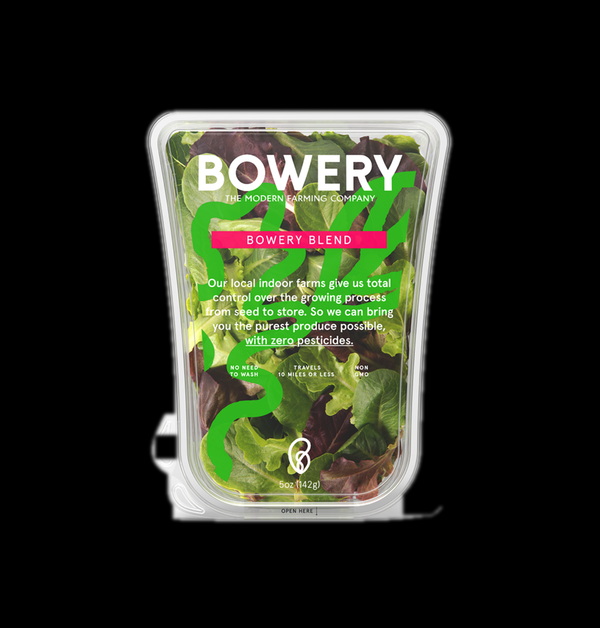 BOWERY
THE MODERN FARMING COMPANY
BOWERY BLEND
Our local indoor farms give us total
control over the growing process
from seed to store. So we can bring
you the purest produce possible,
with zero pesticides.
NO NEED TRAVELS NON
TO WASH 10 MILES OR LESS GMO
5oz (142g)
OPEN HERE